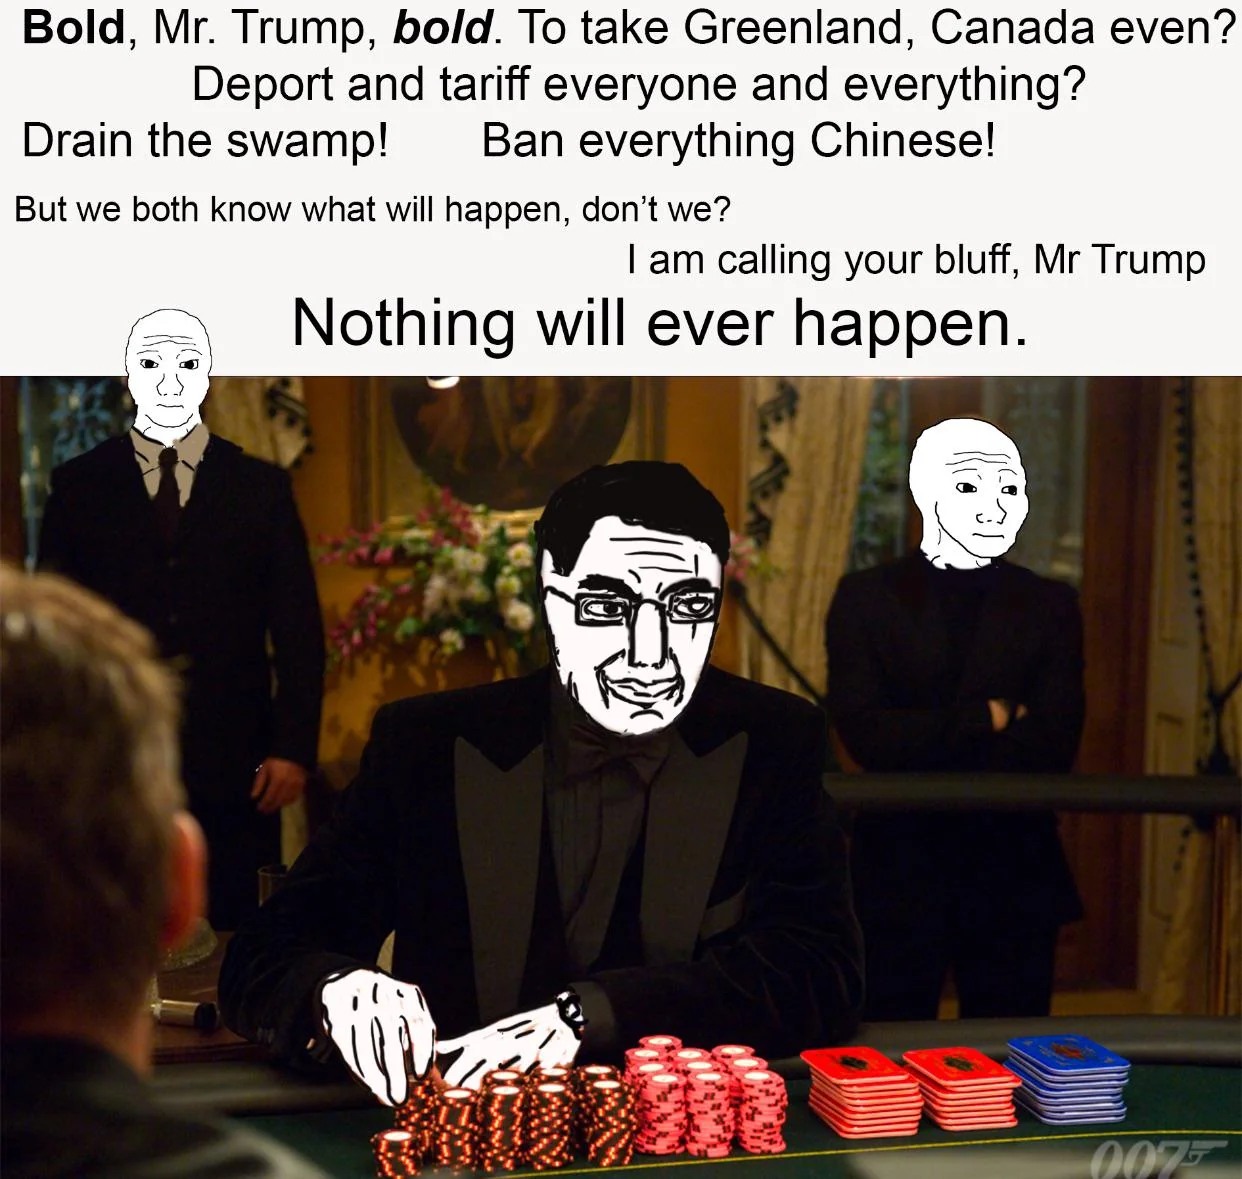 Bold, Mr. Trump, bold. To take Greenland, Canada even?
Deport and tariff everyone and everything?
Drain the swamp! Ban everything Chinese!
But we both know what will happen, don't we?
I am calling your bluff, Mr Trump
Nothing will ever happen.
007